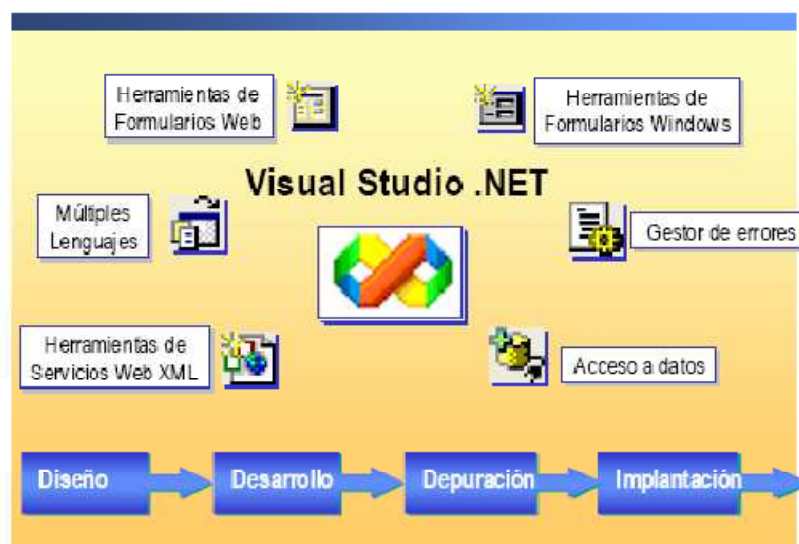 Herramientas de
Formularios Web
Herramientas de
Formularios Windows
Visual Studio .NET
Múltiples
Lenguajes
Gestor de errores
Herramientas de
Servicios Web XML
Acceso a datos
Diseño
Desarrollo
Depuración
Implantación